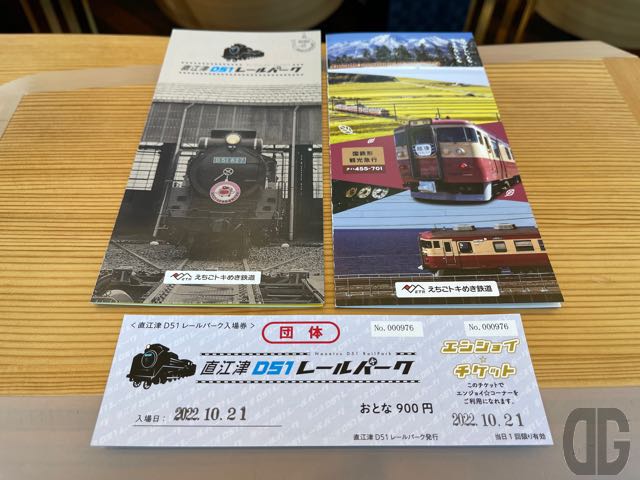 直江津 D51レールパーク
D51 827
えちごトキめき鉄道
国鉄形
観光急行
455-701
えちごトキめき鉄道
<直江津 D51レールパーク入場券>
団体
No.000976
No.000976
Naoetsu D51 RailPark
直江津 D51レールパーク
エンジョイ
☆
チケット
このチケットで
エンジョイ☆コーナーを
ご利用になれます。
入場日: 2022.10.21
おとな 900円
2022.10.21
直江津 D51レールパーク発行
当日1回限り有効
DG